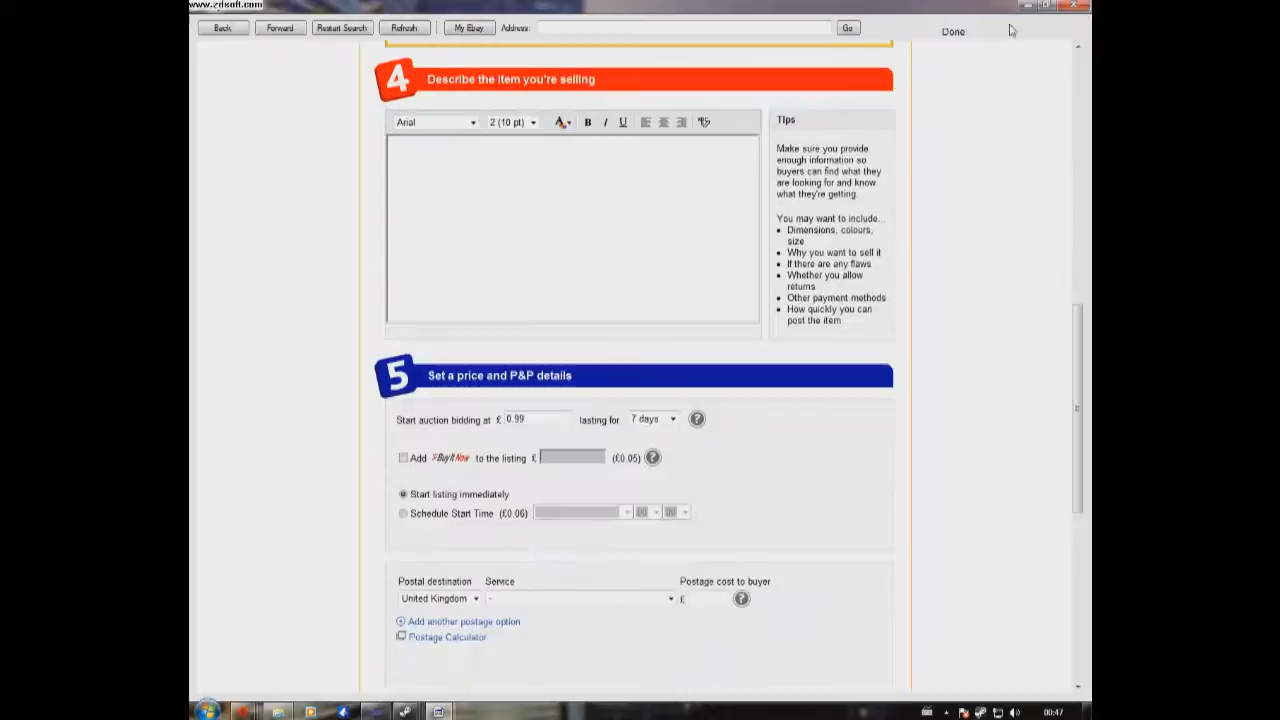 www.zdsoft.com
Back Forward Restart Search Refresh My Ebay Address: Go Done
4 Describe the item you're selling
Arial 2 (10 pt) A B I U
Tips
Make sure you provide
enough information so
buyers can find what they
are looking for and know
what they're getting.
You may want to include...
Dimensions, colours,
size
Why you want to sell it
If there are any flaws
Whether you allow
returns
Other payment methods
How quickly you can
post the item
5 Set a price and P&P details
Start auction bidding at £ 0.99 lasting for 7 days ?
Add Buy It Now to the listing £ (£0.05) ?
Start listing immediately
Schedule Start Time (£0.06) 00 00
Postal destination Service Postage cost to buyer
United Kingdom - £ ?
Add another postage option
Postage Calculator
00:47